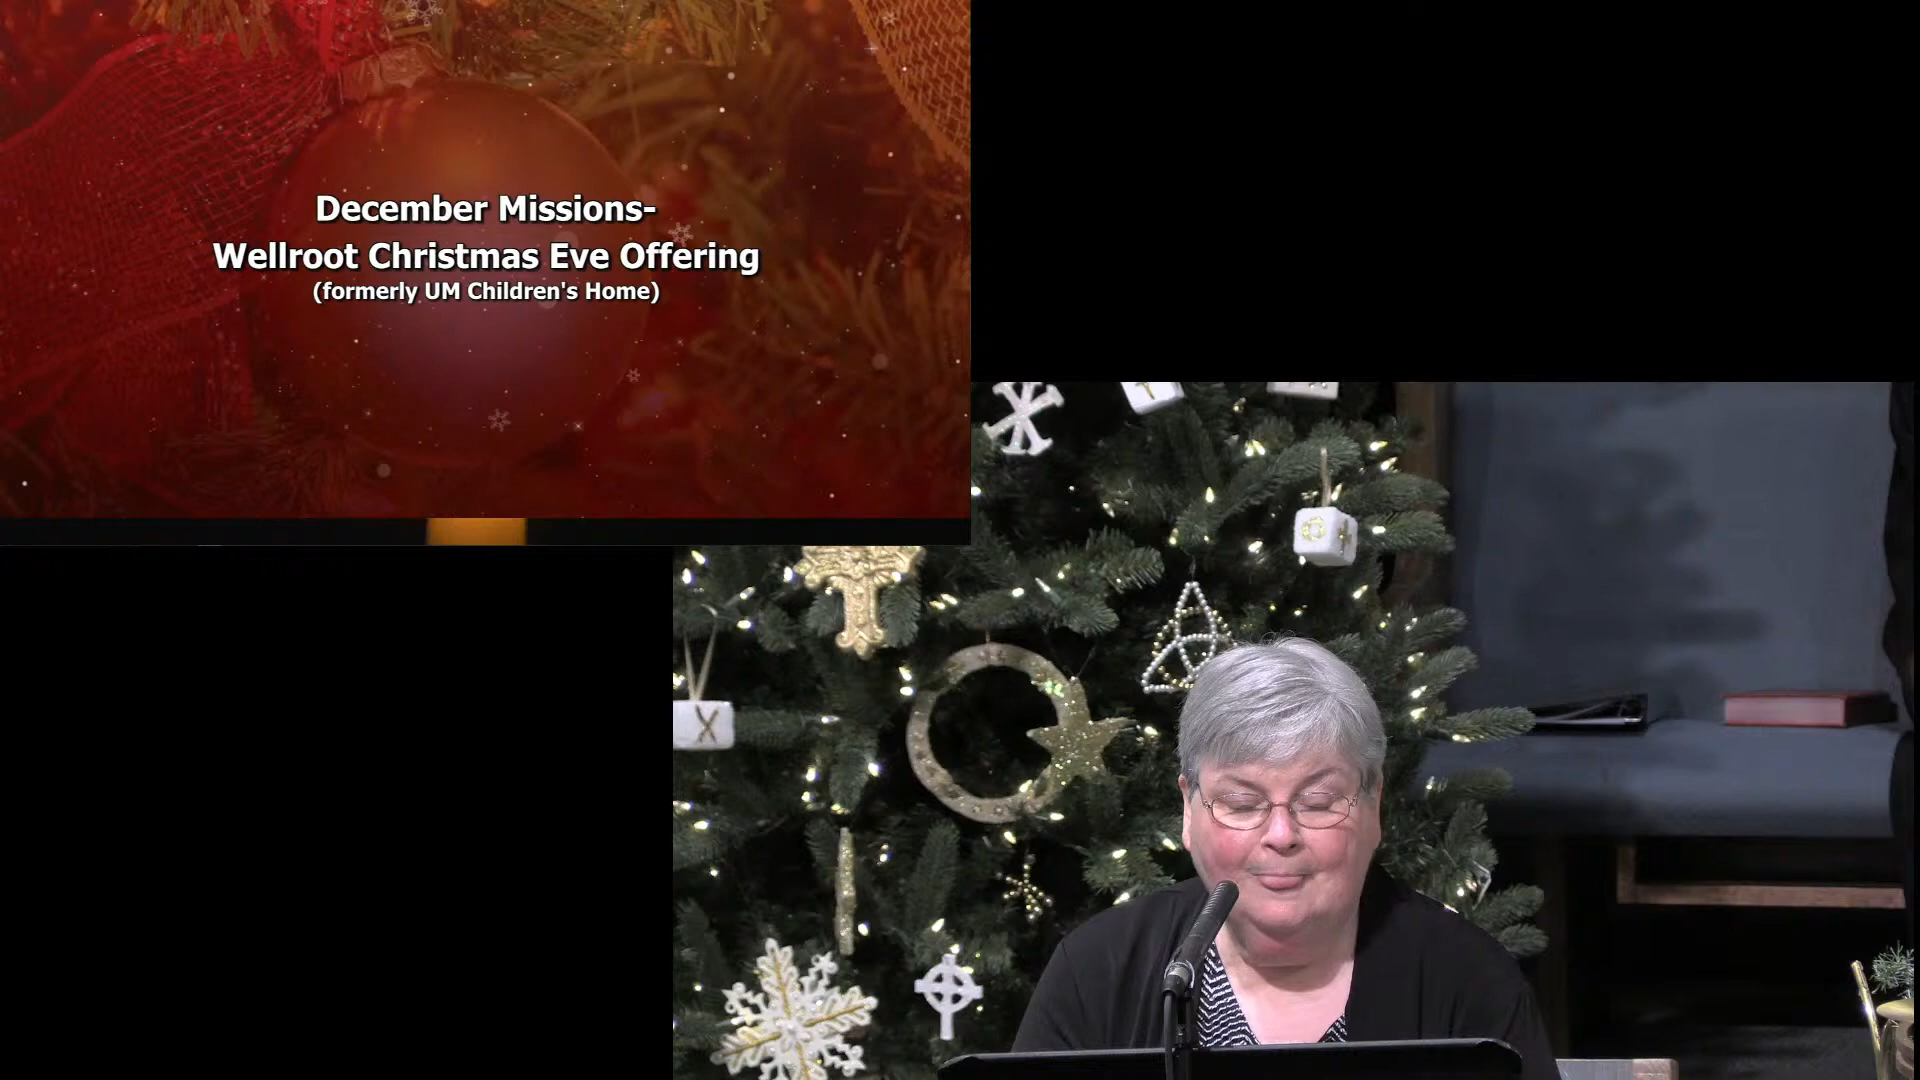 December Missions-
Wellroot Christmas Eve Offering
(formerly UM Children's Home)